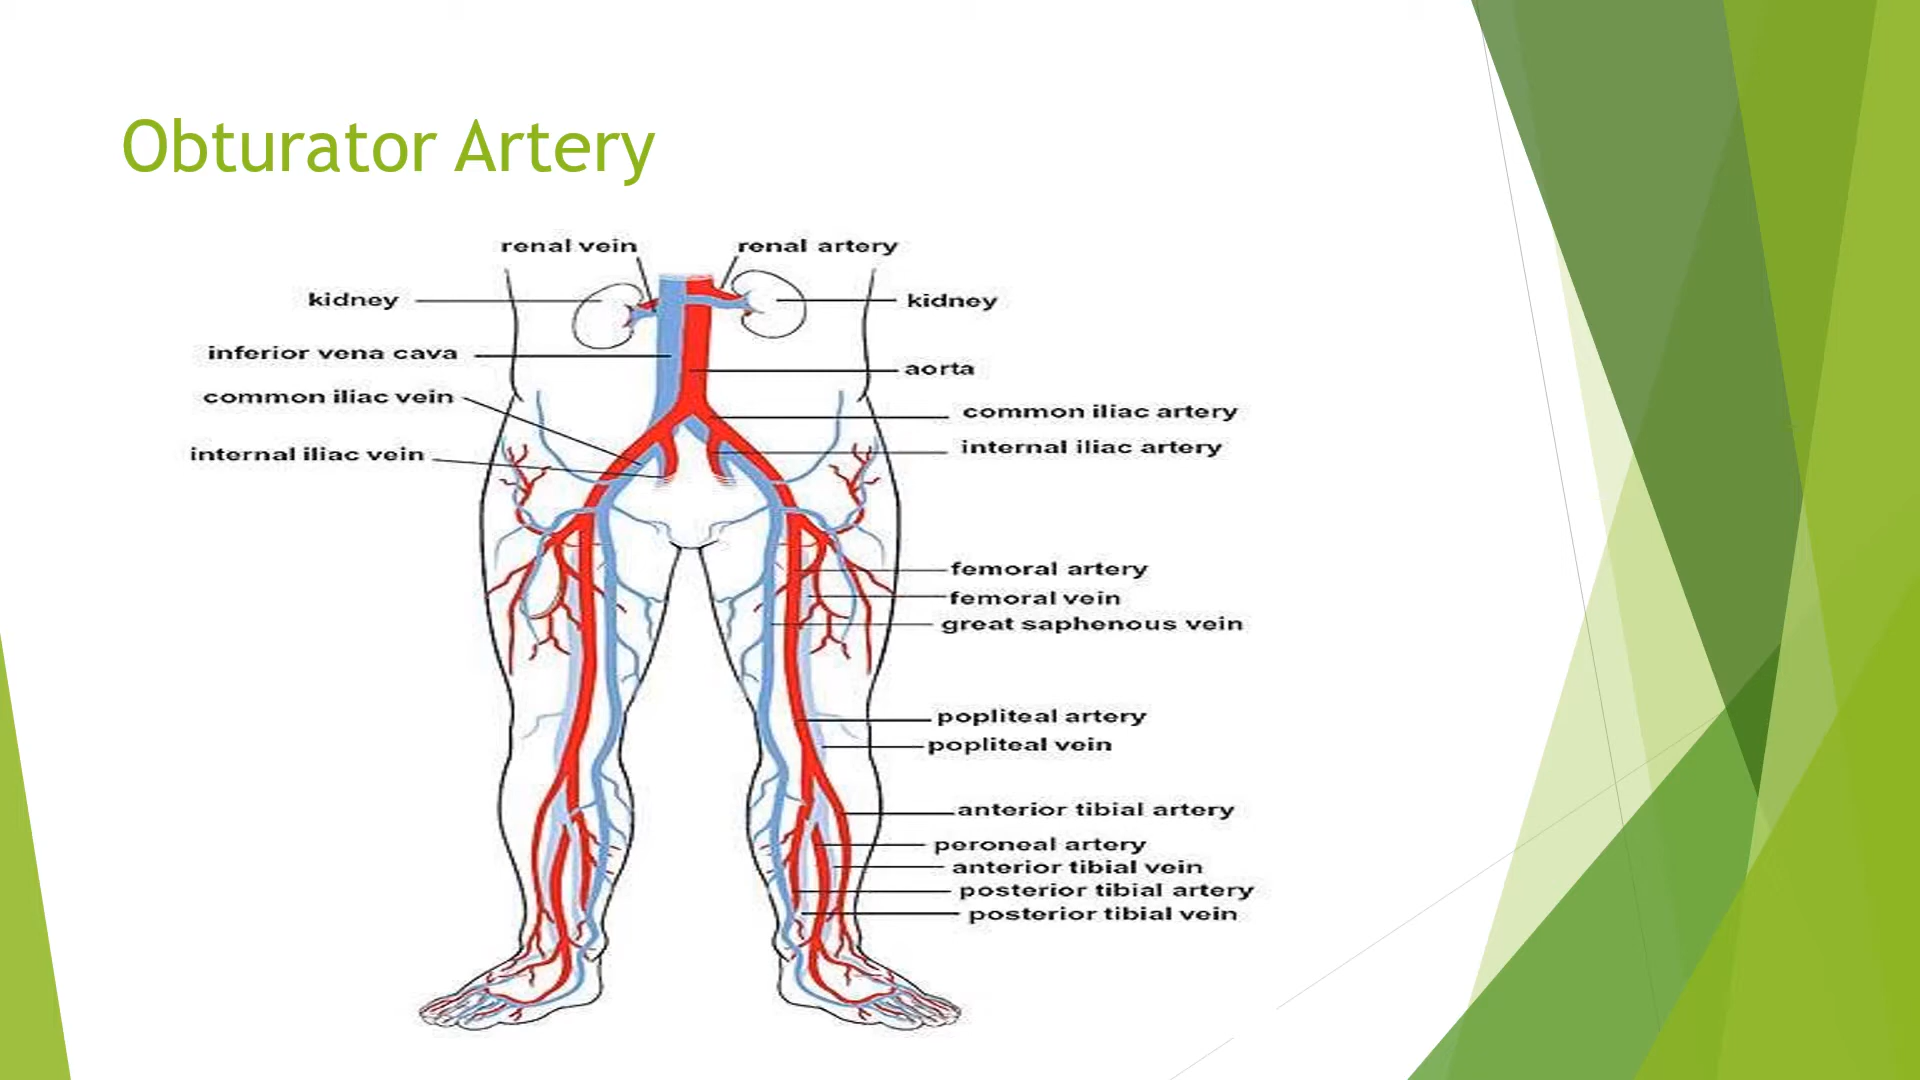 Obturator Artery
renal vein
renal artery
kidney
kidney
inferior vena cava
aorta
common iliac vein
common iliac artery
internal iliac vein
internal iliac artery
femoral artery
femoral vein
great saphenous vein
popliteal artery
popliteal vein
anterior tibial artery
peroneal artery
anterior tibial vein
posterior tibial artery
posterior tibial vein